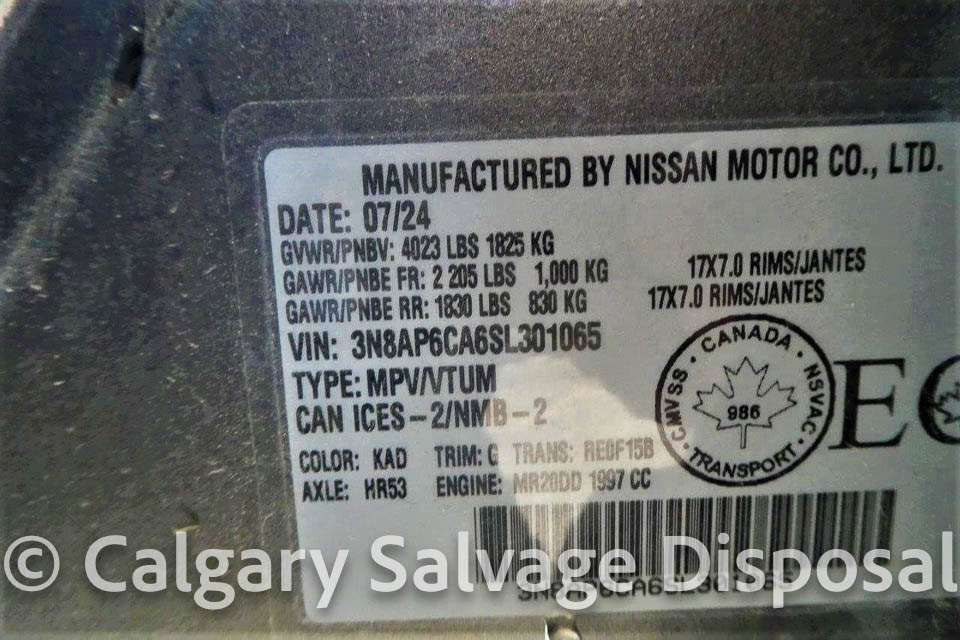 MANUFACTURED BY NISSAN MOTOR CO., LTD.
DATE: 07/24
GVWR/PNBV: 4023 LBS 1825 KG
GAWR/PNBE FR: 2 205 LBS 1,000 KG 17X7.0 RIMS/JANTES
GAWR/PNBE RR: 1830 LBS 830 KG 17X7.0 RIMS/JANTES
VIN: 3N8AP6CA6SL301065
TYPE: MPV/VTUM
CAN ICES-2/NMB-2
CANADA
CMVSS
NSVAC
986
TRANSPORT
COLOR: KAD TRIM: G TRANS: RE0F15B
AXLE: HR53 ENGINE: MR20DD 1997 CC
© Calgary Salvage Disposal
3N8AP6CA6SL301065